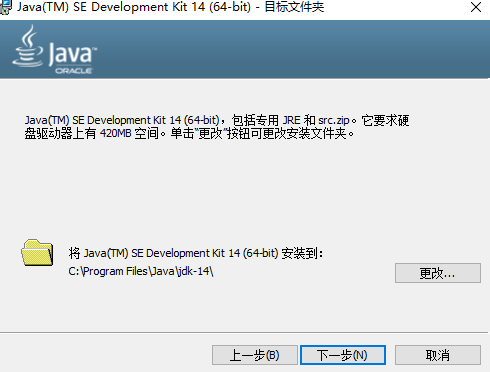 Java(TM) SE Development Kit 14 (64-bit) - 目标文件夹
Java™
ORACLE
Java(TM) SE Development Kit 14 (64-bit)，包括专用 JRE 和 src.zip。它要求硬
盘驱动器上有 420MB 空间。单击“更改”按钮可更改安装文件夹。
将 Java(TM) SE Development Kit 14 (64-bit) 安装到：
C:\Program Files\Java\jdk-14\
更改...
上一步(B)
下一步(N)
取消